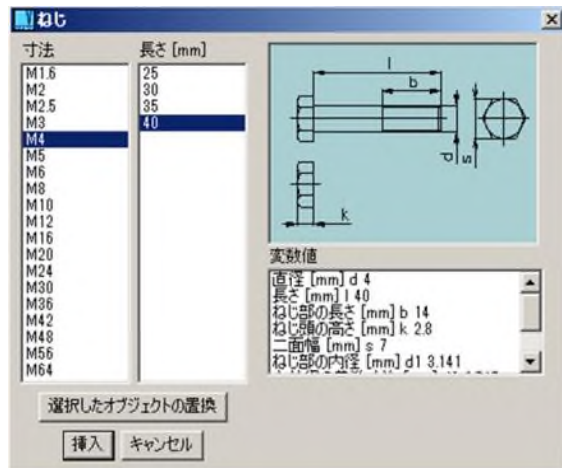 ねじ
寸法
M1.6
M2
M2.5
M3
M4
M5
M6
M8
M10
M12
M16
M20
M24
M30
M36
M42
M48
M56
M64
長さ [mm]
25
30
35
40
l
b
d
s
k
変数値
直径 [mm] d 4
長さ [mm] l 40
ねじ部の長さ [mm] b 14
ねじ頭の高さ [mm] k 2.8
二面幅 [mm] s 7
ねじ部の内径 [mm] d1 3.141
選択したオブジェクトの置換
挿入
キャンセル